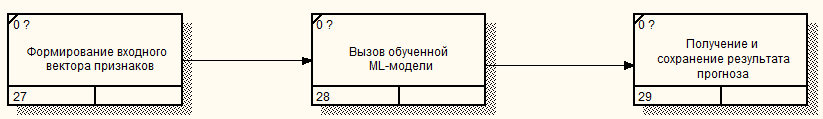 0 ?
Формирование входного
вектора признаков
27
0 ?
Вызов обученной
ML-модели
28
0 ?
Получение и
сохранение результата
прогноза
29